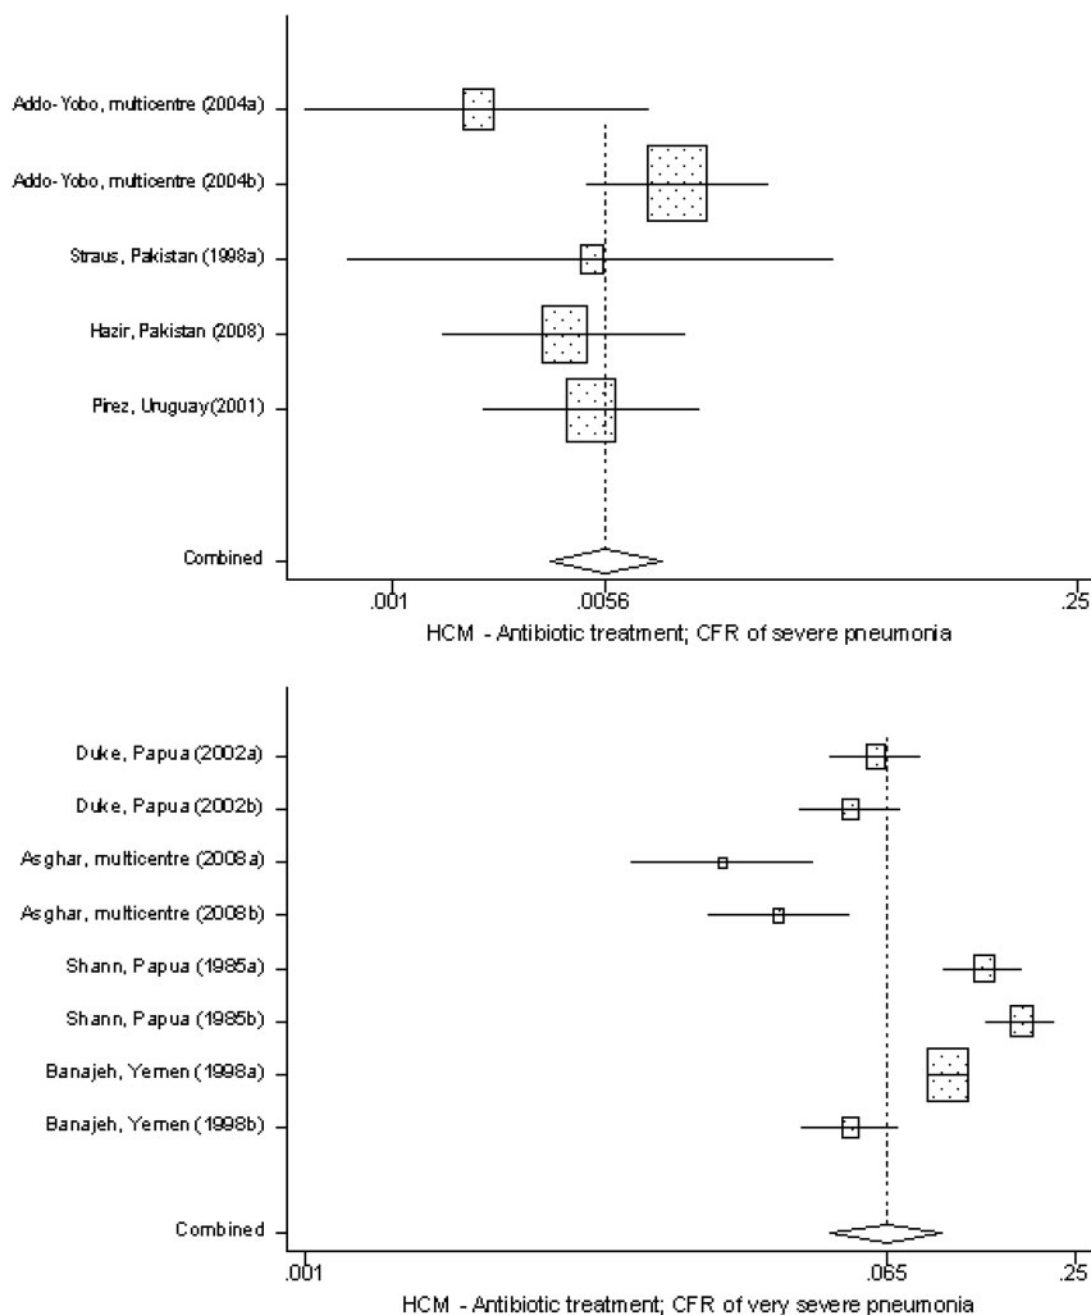 Addo-Yobo, multicentre (2004a)
Addo-Yobo, multicentre (2004b)
Straus, Pakistan (1998a)
Hazir, Pakistan (2008)
Pirez, Uruguay(2001)
Combined
.001 .0056 .25
HCM - Antibiotic treatment; CFR of severe pneumonia
Duke, Papua (2002a)
Duke, Papua (2002b)
Asghar, multicentre (2008a)
Asghar, multicentre (2008b)
Shann, Papua (1985a)
Shann, Papua (1985b)
Banajeh, Yemen (1998a)
Banajeh, Yemen (1998b)
Combined
.001 .065 .25
HCM - Antibiotic treatment; CFR of very severe pneumonia